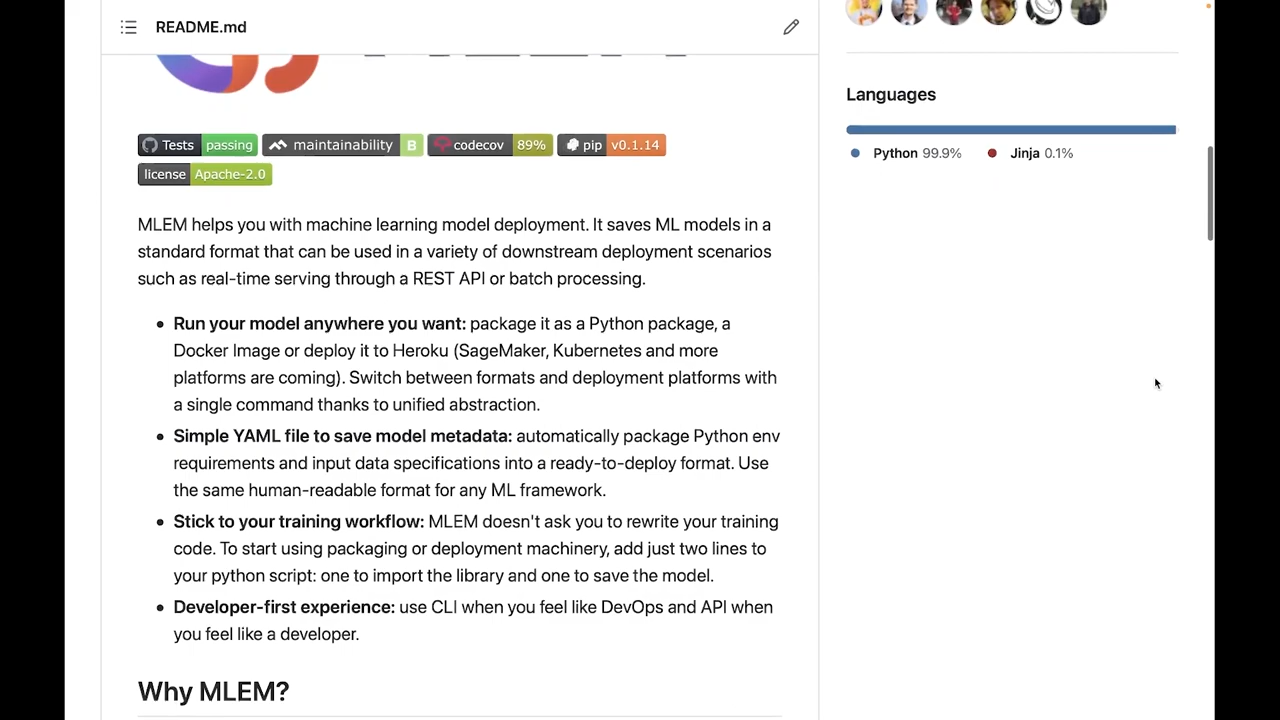 README.md
Tests passing maintainability B codecov 89% pip v0.1.14
license Apache-2.0
MLEM helps you with machine learning model deployment. It saves ML models in a
standard format that can be used in a variety of downstream deployment scenarios
such as real-time serving through a REST API or batch processing.
Run your model anywhere you want: package it as a Python package, a
Docker Image or deploy it to Heroku (SageMaker, Kubernetes and more
platforms are coming). Switch between formats and deployment platforms with
a single command thanks to unified abstraction.
Simple YAML file to save model metadata: automatically package Python env
requirements and input data specifications into a ready-to-deploy format. Use
the same human-readable format for any ML framework.
Stick to your training workflow: MLEM doesn't ask you to rewrite your training
code. To start using packaging or deployment machinery, add just two lines to
your python script: one to import the library and one to save the model.
Developer-first experience: use CLI when you feel like DevOps and API when
you feel like a developer.
Why MLEM?
Languages
Python 99.9% Jinja 0.1%